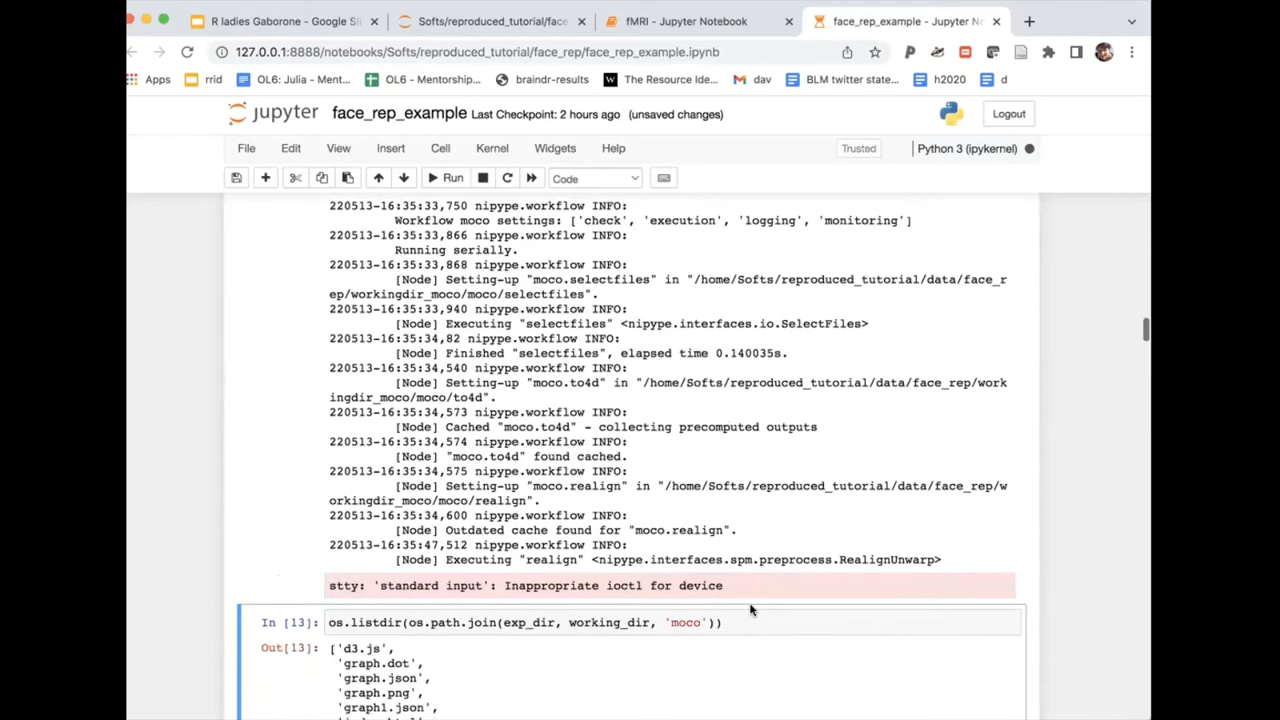 R ladies Gaborone - Google Sli
Softs/reproduced_tutorial/face
fMRI - Jupyter Notebook
face_rep_example - Jupyter No
127.0.0.1:8888/notebooks/Softs/reproduced_tutorial/face_rep/face_rep_example.ipynb
Apps
rrid
OL6: Julia - Ment...
OL6 - Mentorship...
braindr-results
The Resource Ide...
dav
BLM twitter state...
h2020
d
jupyter
face_rep_example
Last Checkpoint: 2 hours ago
(unsaved changes)
Logout
File
Edit
View
Insert
Cell
Kernel
Widgets
Help
Trusted
Python 3 (ipykernel)
Run
Code
220513-16:35:33,750 nipype.workflow INFO:
Workflow moco settings: ['check', 'execution', 'logging', 'monitoring']
220513-16:35:33,866 nipype.workflow INFO:
Running serially.
220513-16:35:33,868 nipype.workflow INFO:
[Node] Setting-up "moco.selectfiles" in "/home/Softs/reproduced_tutorial/data/face_r
ep/workingdir_moco/moco/selectfiles".
220513-16:35:33,940 nipype.workflow INFO:
[Node] Executing "selectfiles" <nipype.interfaces.io.SelectFiles>
220513-16:35:34,82 nipype.workflow INFO:
[Node] Finished "selectfiles", elapsed time 0.140035s.
220513-16:35:34,540 nipype.workflow INFO:
[Node] Setting-up "moco.to4d" in "/home/Softs/reproduced_tutorial/data/face_rep/work
ingdir_moco/moco/to4d".
220513-16:35:34,573 nipype.workflow INFO:
[Node] Cached "moco.to4d" - collecting precomputed outputs
220513-16:35:34,574 nipype.workflow INFO:
[Node] "moco.to4d" found cached.
220513-16:35:34,575 nipype.workflow INFO:
[Node] Setting-up "moco.realign" in "/home/Softs/reproduced_tutorial/data/face_rep/w
orkingdir_moco/moco/realign".
220513-16:35:34,600 nipype.workflow INFO:
[Node] Outdated cache found for "moco.realign".
220513-16:35:47,512 nipype.workflow INFO:
[Node] Executing "realign" <nipype.interfaces.spm.preprocess.RealignUnwarp>
stty: 'standard input': Inappropriate ioctl for device
In [13]: os.listdir(os.path.join(exp_dir, working_dir, 'moco'))
Out[13]: ['d3.js',
'graph.dot',
'graph.json',
'graph.png',
'graph1.json',